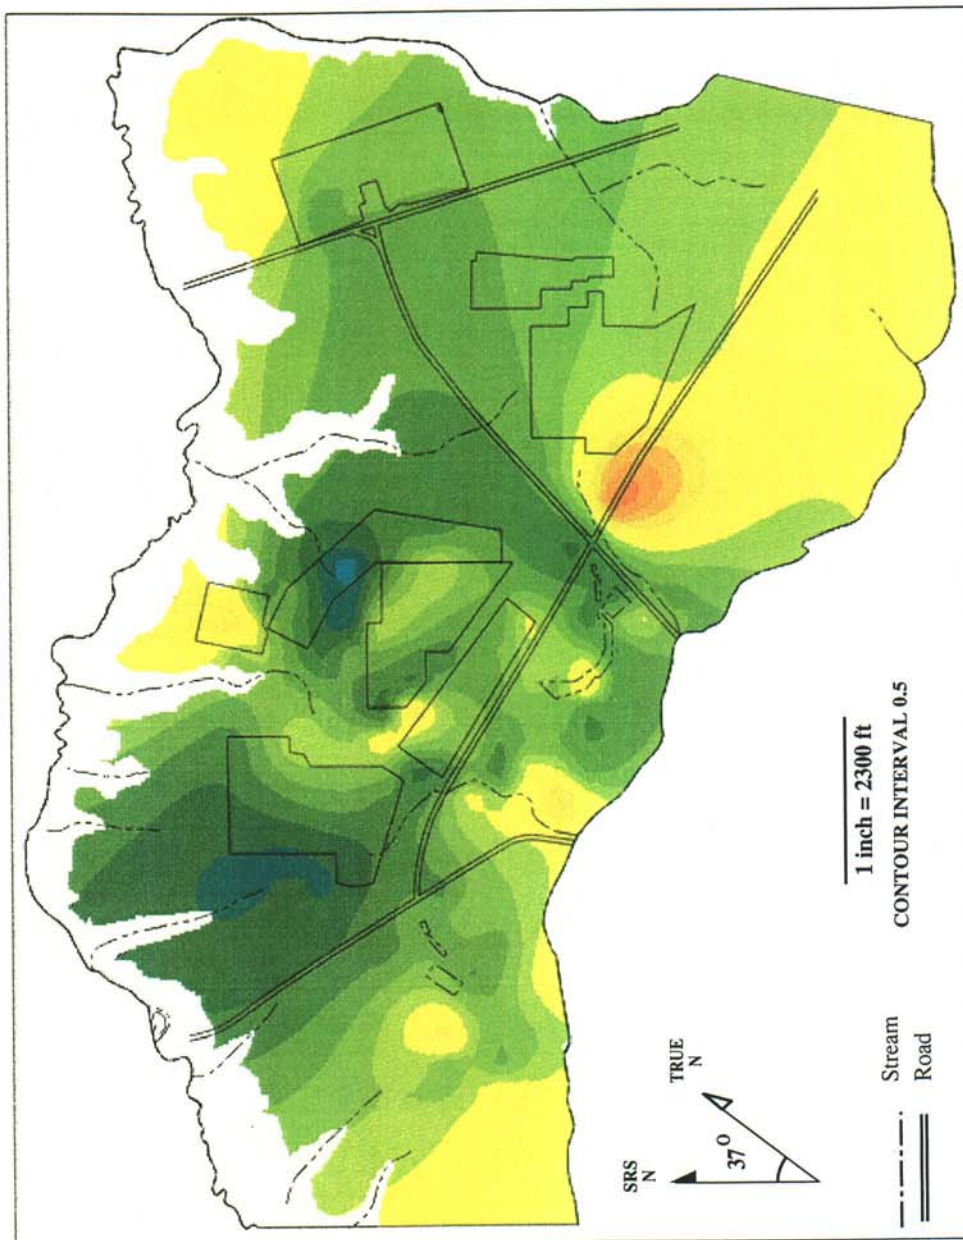 1 inch = 2300 ft
CONTOUR INTERVAL 0.5
SRS
N
TRUE
N
37°
Stream
Road